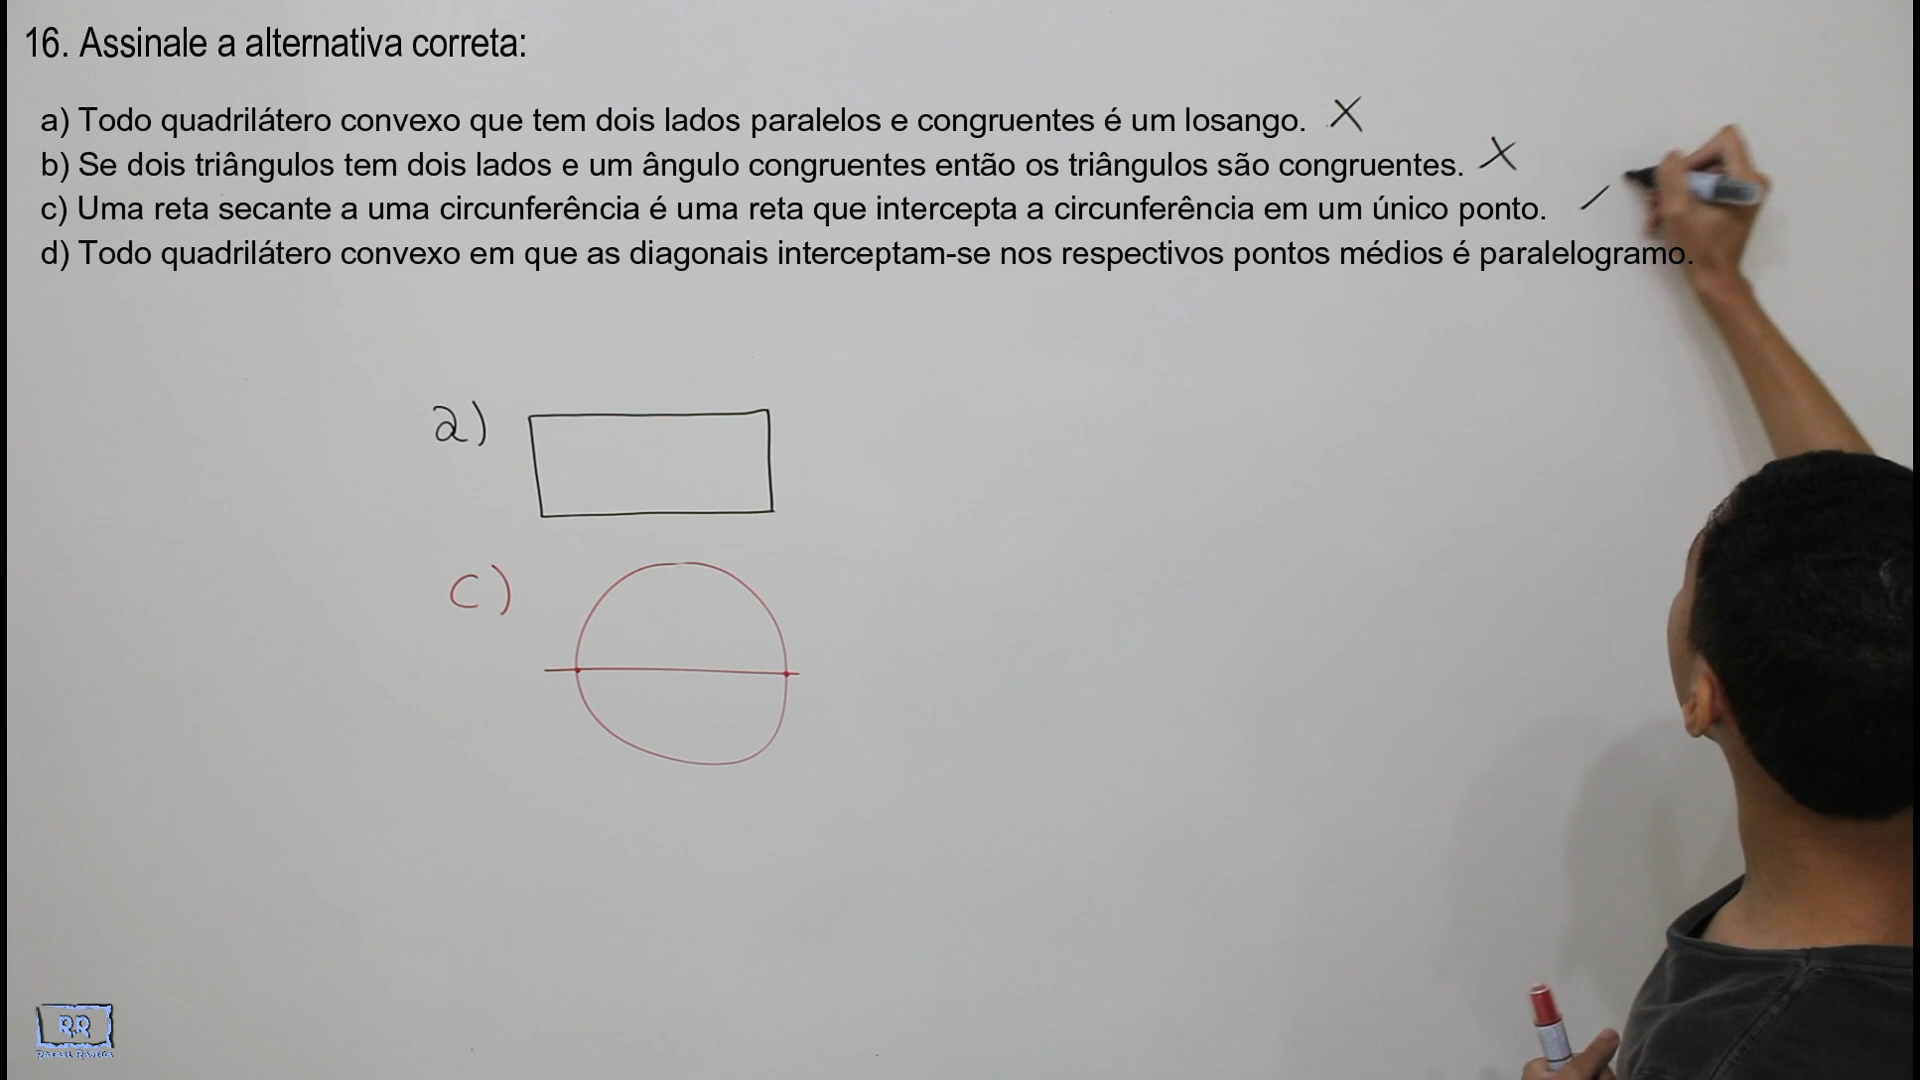 16. Assinale a alternativa correta:
a) Todo quadrilátero convexo que tem dois lados paralelos e congruentes é um losango. X
b) Se dois triângulos tem dois lados e um ângulo congruentes então os triângulos são congruentes. X
c) Uma reta secante a uma circunferência é uma reta que intercepta a circunferência em um único ponto.
d) Todo quadrilátero convexo em que as diagonais interceptam-se nos respectivos pontos médios é paralelogramo.
a)
c)
RR